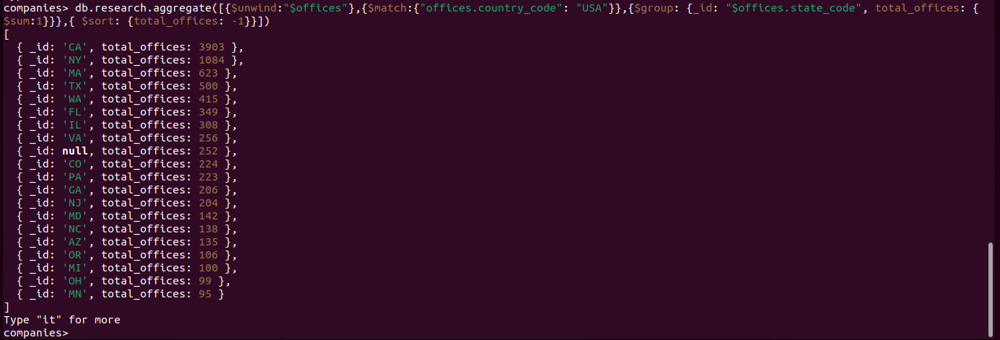 companies> db.research.aggregate([{$unwind:"$offices"},{$match:{"offices.country_code": "USA"}},{$group: {_id: "$offices.state_code", total_offices: {
$sum:1}}},{ $sort: {total_offices: -1}}])
[
  { _id: 'CA', total_offices: 3903 },
  { _id: 'NY', total_offices: 1084 },
  { _id: 'MA', total_offices: 623 },
  { _id: 'TX', total_offices: 500 },
  { _id: 'WA', total_offices: 415 },
  { _id: 'FL', total_offices: 349 },
  { _id: 'IL', total_offices: 308 },
  { _id: 'VA', total_offices: 256 },
  { _id: null, total_offices: 252 },
  { _id: 'CO', total_offices: 224 },
  { _id: 'PA', total_offices: 223 },
  { _id: 'GA', total_offices: 206 },
  { _id: 'NJ', total_offices: 204 },
  { _id: 'MD', total_offices: 142 },
  { _id: 'NC', total_offices: 138 },
  { _id: 'AZ', total_offices: 135 },
  { _id: 'OR', total_offices: 106 },
  { _id: 'MI', total_offices: 100 },
  { _id: 'OH', total_offices: 99 },
  { _id: 'MN', total_offices: 95 }
]
Type "it" for more
companies>